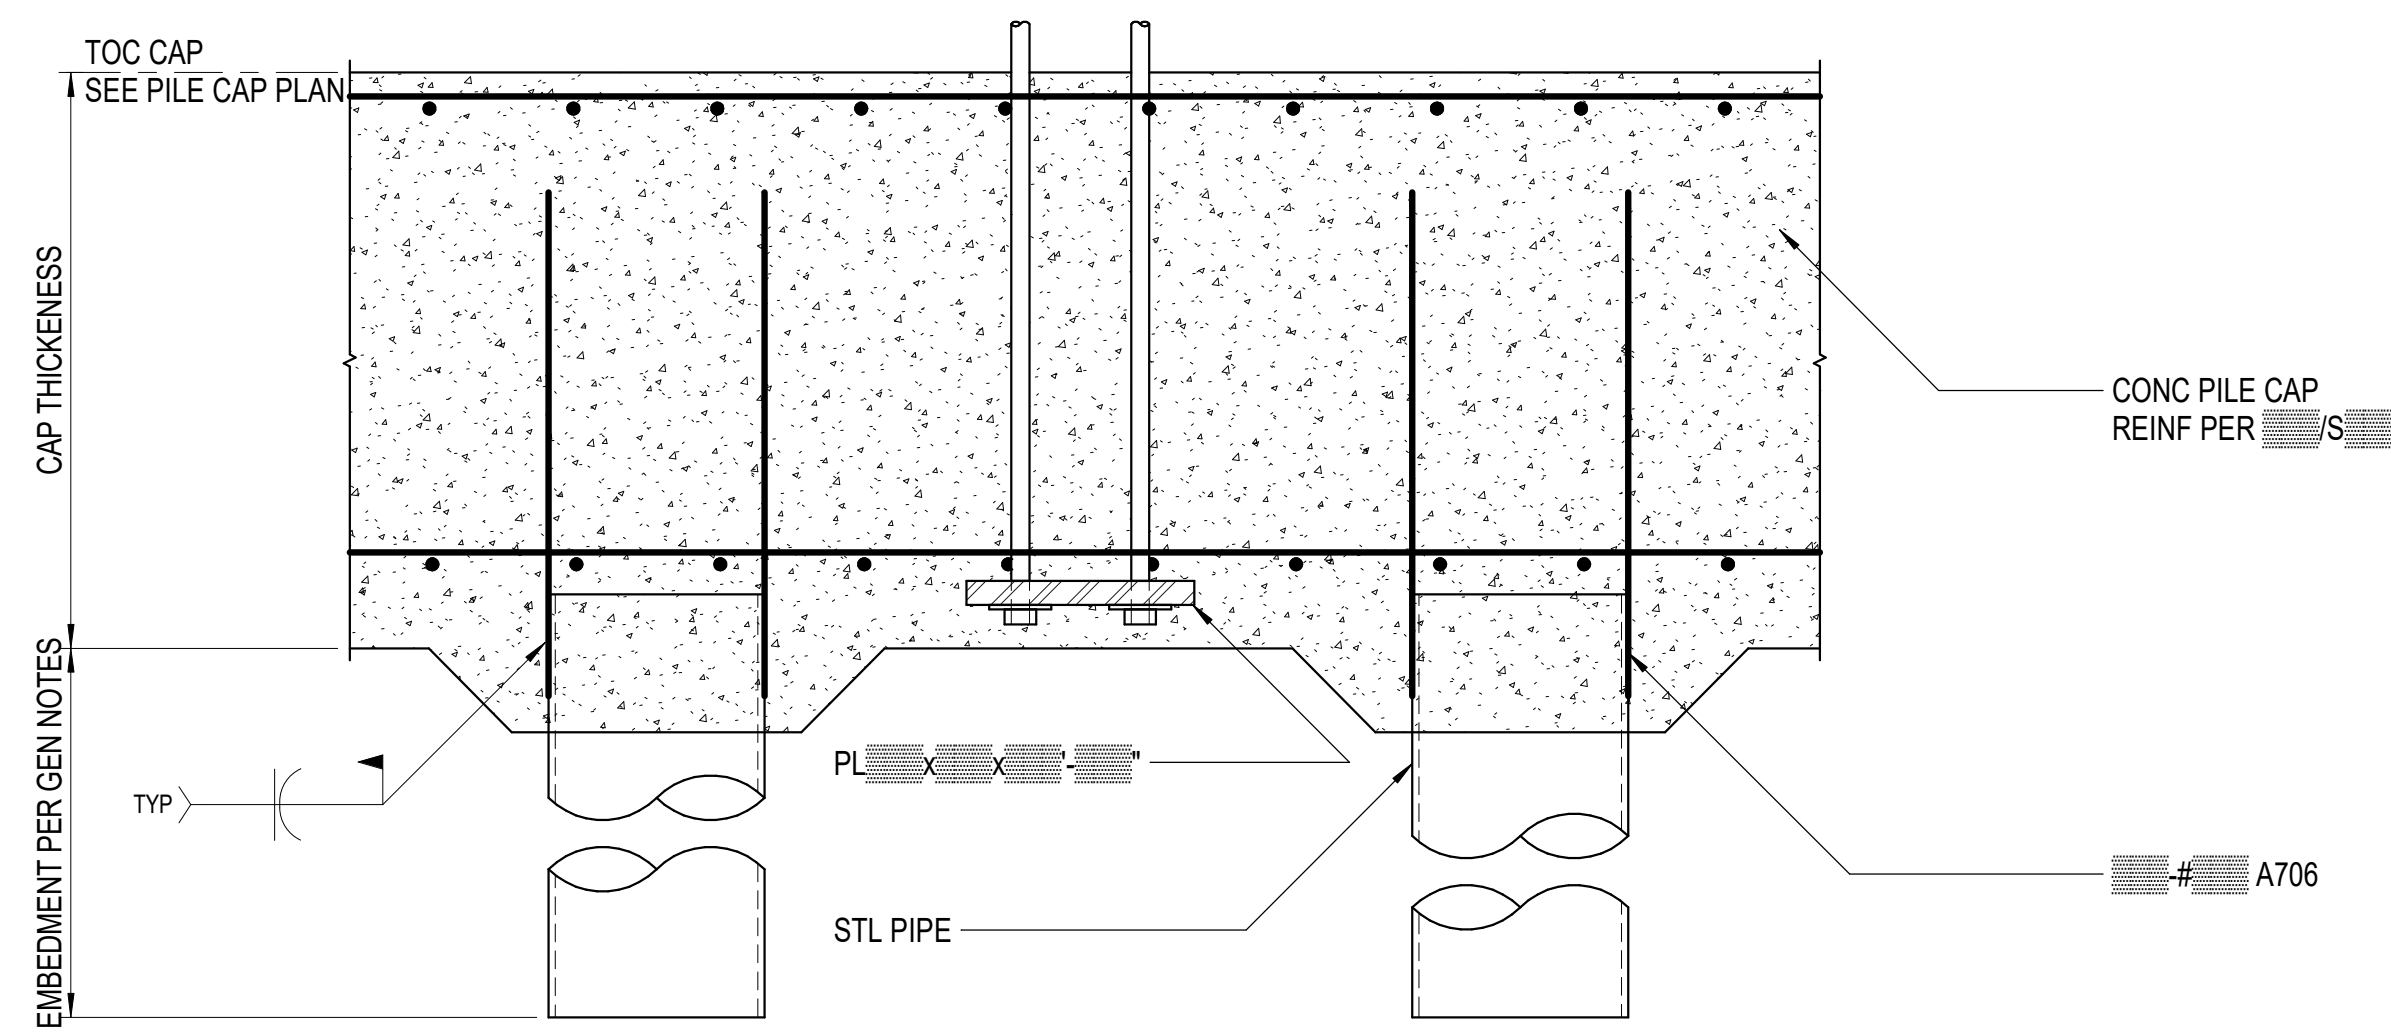 TOC CAP
SEE PILE CAP PLAN
CAP THICKENESS
CONC PILE CAP
REINF PER ▒▒/S▒▒
EMBEDMENT PER GEN NOTES
TYP
PL▒▒x▒▒x▒▒'-▒▒"
▒▒-#▒▒ A706
STL PIPE